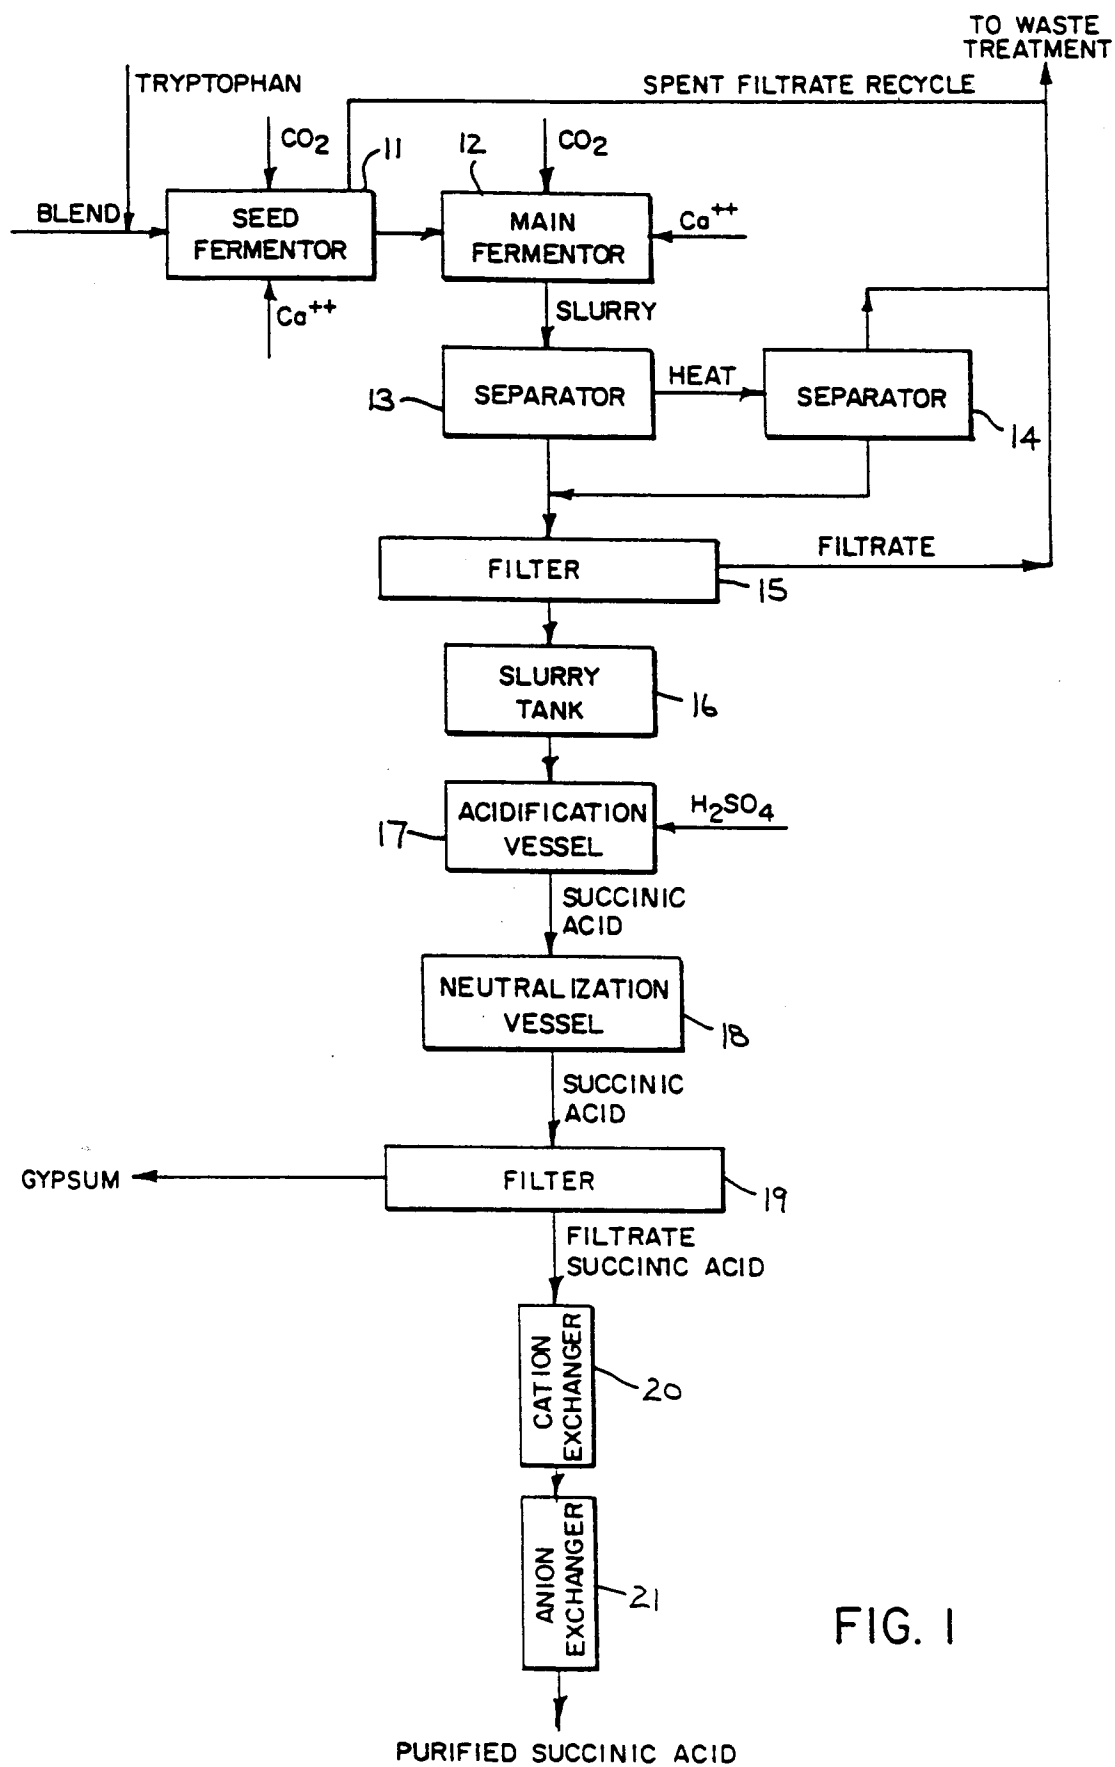 TO WASTE
TREATMENT
TRYPTOPHAN
SPENT FILTRATE RECYCLE
CO2
11
12
CO2
BLEND
SEED
FERMENTOR
MAIN
FERMENTOR
Ca++
Ca++
SLURRY
13
SEPARATOR
HEAT
SEPARATOR
14
FILTER
FILTRATE
15
SLURRY
TANK
16
17
ACIDIFICATION
VESSEL
H2SO4
SUCCINIC
ACID
NEUTRALIZATION
VESSEL
18
SUCCINIC
ACID
GYPSUM
FILTER
19
FILTRATE
SUCCINIC ACID
CATION
EXCHANGER
20
ANION
EXCHANGER
21
FIG. 1
PURIFIED SUCCINIC ACID